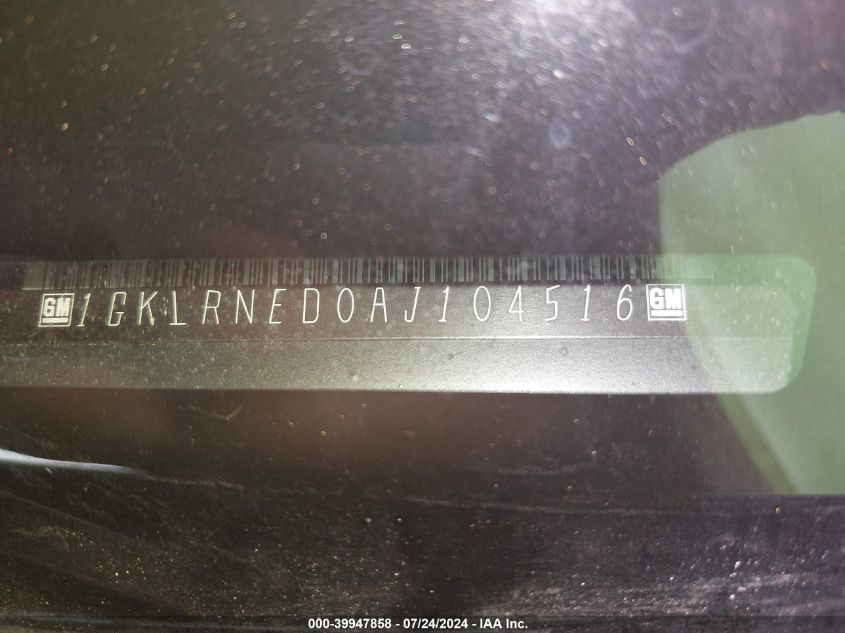 GM 1GKLRNED0AJ104516 GM
000-39947858 - 07/24/2024 - IAA Inc.